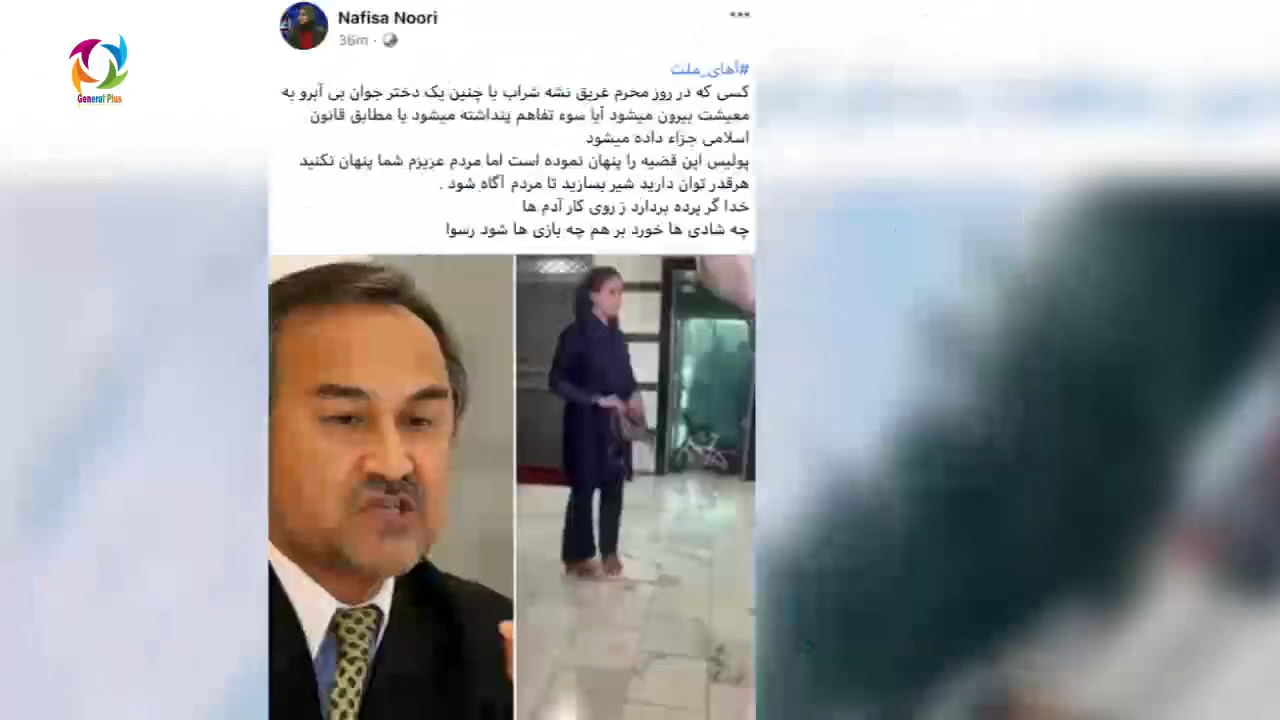 General Plus
Nafisa Noori
36m
#آهای_ملت
کسی که در روز محرم غریق نشه شراب با چنین یک دختر جوان بی آبرو به
معیشت بیرون میشود آیا سوء تفاهم پنداشته میشود یا مطابق قانون
اسلامی جزاء داده میشود
پولیس این قضیه را پنهان نموده است اما مردم عزیزم شما پنهان نکنید
هرقدر توان دارید شیر بسازید تا مردم آگاه شود .
خدا گر پرده بردارد ز روی کار آدم ها
چه شادی ها خورد بر هم چه بازی ها شود رسوا